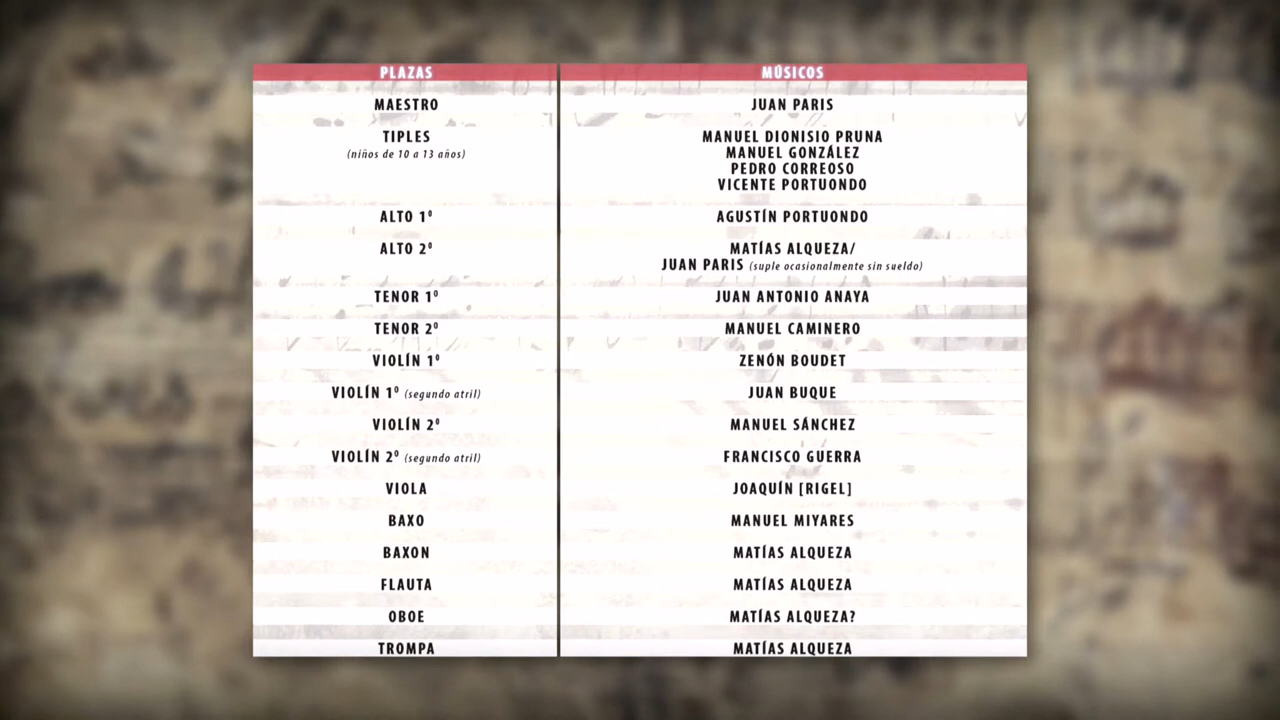 PLAZAS MÚSICOS
MAESTRO JUAN PARIS
TIPLES MANUEL DIONISIO PRUNA
(niños de 10 a 13 años) MANUEL GONZÁLEZ
PEDRO CORREOSO
VICENTE PORTUONDO
ALTO 1º AGUSTÍN PORTUONDO
ALTO 2º MATÍAS ALQUEZA/
JUAN PARIS (suple ocasionalmente sin sueldo)
TENOR 1º JUAN ANTONIO ANAYA
TENOR 2º MANUEL CAMINERO
VIOLÍN 1º ZENÓN BOUDET
VIOLÍN 1º (segundo atril) JUAN BUQUE
VIOLÍN 2º MANUEL SÁNCHEZ
VIOLÍN 2º (segundo atril) FRANCISCO GUERRA
VIOLA JOAQUÍN [RIGEL]
BAXO MANUEL MIYARES
BAXON MATÍAS ALQUEZA
FLAUTA MATÍAS ALQUEZA
OBOE MATÍAS ALQUEZA?
TROMPA MATÍAS ALQUEZA